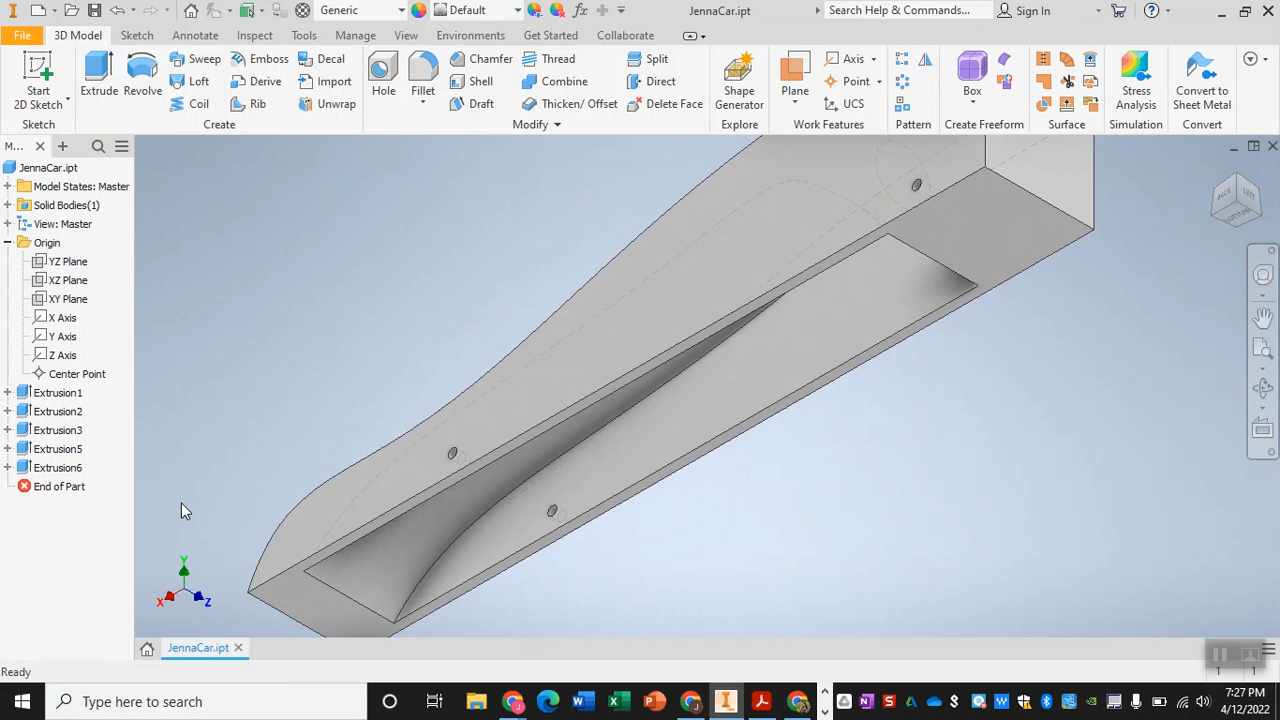 Generic
Default
JennaCar.ipt
Search Help & Commands...
Sign In
File
3D Model
Sketch
Annotate
Inspect
Tools
Manage
View
Environments
Get Started
Collaborate
Start
2D Sketch
Extrude
Revolve
Sweep
Emboss
Decal
Loft
Derive
Import
Coil
Rib
Unwrap
Hole
Fillet
Chamfer
Thread
Split
Shell
Combine
Direct
Draft
Thicken/ Offset
Delete Face
Shape
Generator
Plane
Axis
Point
UCS
Box
Stress
Analysis
Convert to
Sheet Metal
Sketch
Create
Modify
Explore
Work Features
Pattern
Create Freeform
Surface
Simulation
Convert
M...
JennaCar.ipt
Model States: Master
Solid Bodies(1)
View: Master
Origin
YZ Plane
XZ Plane
XY Plane
X Axis
Y Axis
Z Axis
Center Point
Extrusion1
Extrusion2
Extrusion3
Extrusion5
Extrusion6
End of Part
Y
X
Z
JennaCar.ipt
Ready
1 1
Type here to search
7:27 PM
4/12/2022